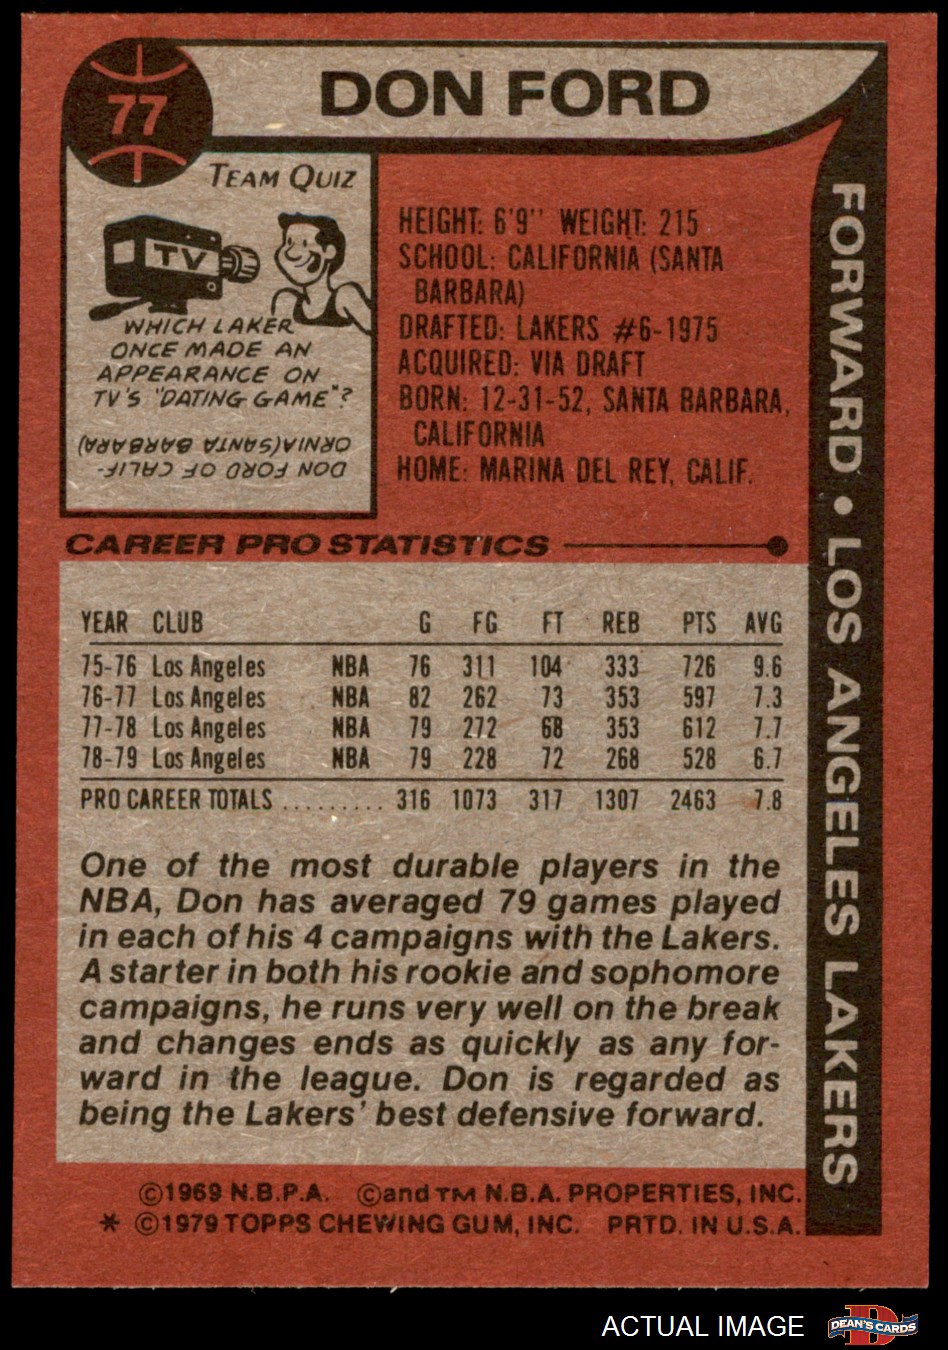 77
DON FORD
TEAM QUIZ
TV
WHICH LAKER
ONCE MADE AN
APPEARANCE ON
TV'S "DATING GAME"?
DON FORD OF CALIF-
ORNIA (SANTA BARBARA)
HEIGHT: 6'9" WEIGHT: 215
SCHOOL: CALIFORNIA (SANTA
BARBARA)
DRAFTED: LAKERS #6-1975
ACQUIRED: VIA DRAFT
BORN: 12-31-52, SANTA BARBARA,
CALIFORNIA
HOME: MARINA DEL REY, CALIF.
FORWARD • LOS ANGELES LAKERS
CAREER PRO STATISTICS
YEAR CLUB G FG FT REB PTS AVG
75-76 Los Angeles NBA 76 311 104 333 726 9.6
76-77 Los Angeles NBA 82 262 73 353 597 7.3
77-78 Los Angeles NBA 79 272 68 353 612 7.7
78-79 Los Angeles NBA 79 228 72 268 528 6.7
PRO CAREER TOTALS ......... 316 1073 317 1307 2463 7.8
One of the most durable players in the
NBA, Don has averaged 79 games played
in each of his 4 campaigns with the Lakers.
A starter in both his rookie and sophomore
campaigns, he runs very well on the break
and changes ends as quickly as any for-
ward in the league. Don is regarded as
being the Lakers' best defensive forward.
©1969 N.B.P.A. ©and TM N.B.A. PROPERTIES, INC.
* ©1979 TOPPS CHEWING GUM, INC. PRTD. IN U.S.A.
ACTUAL IMAGE
D
DEAN'S CARDS